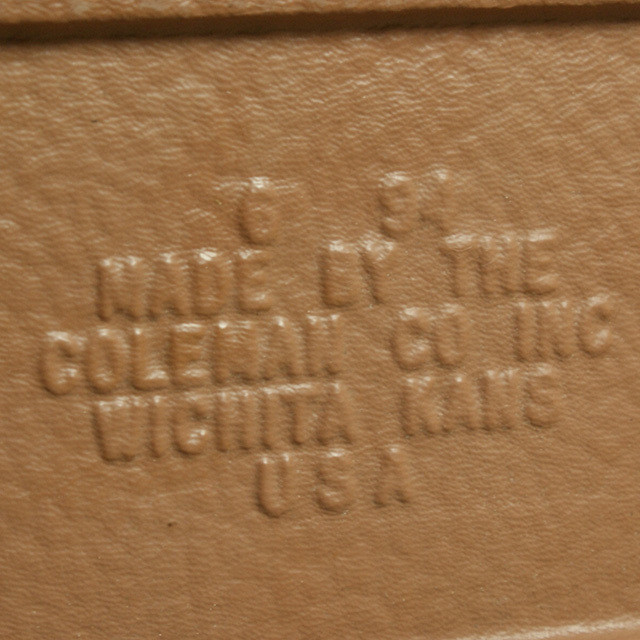 MADE BY THE
COLEMAN CO INC
WICHITA KANS
USA